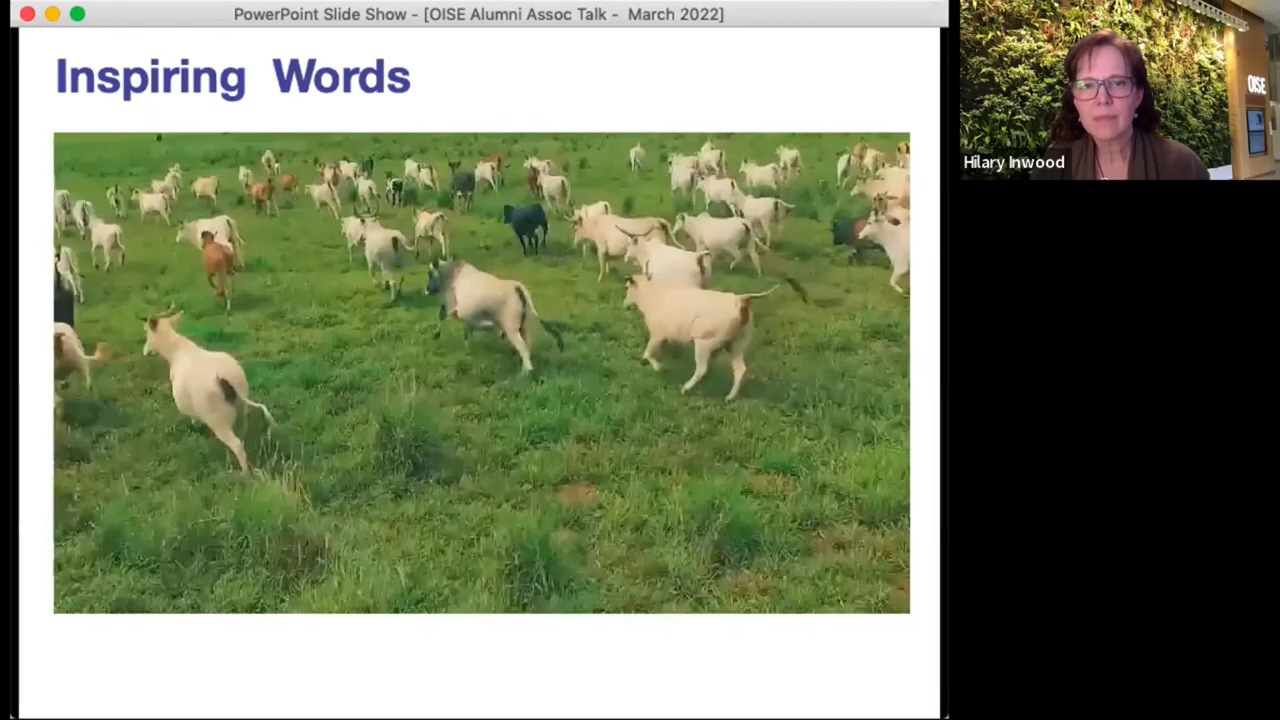 PowerPoint Slide Show - [OISE Alumni Assoc Talk - March 2022]
Inspiring Words
OISE
Hilary Inwood